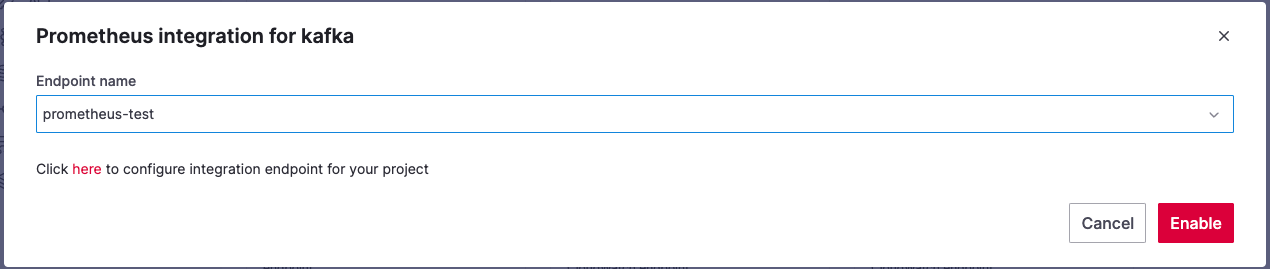 Prometheus integration for kafka
Endpoint name
prometheus-test
Click here to configure integration endpoint for your project
Cancel
Enable